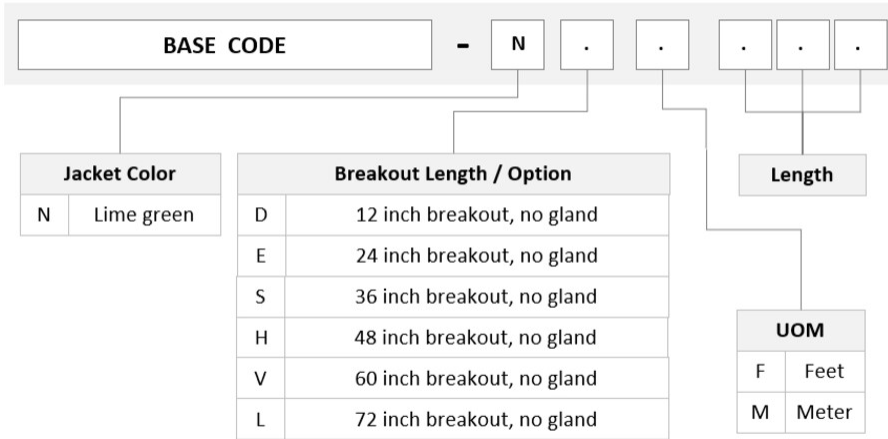 BASE CODE - N . . . . .
Jacket Color
N Lime green
Breakout Length / Option
D 12 inch breakout, no gland
E 24 inch breakout, no gland
S 36 inch breakout, no gland
H 48 inch breakout, no gland
V 60 inch breakout, no gland
L 72 inch breakout, no gland
Length
UOM
F Feet
M Meter